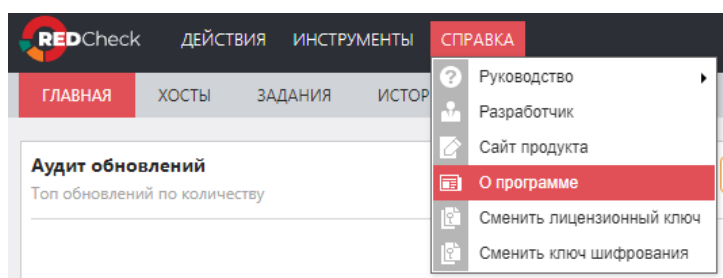 REDCheck ДЕЙСТВИЯ ИНСТРУМЕНТЫ СПРАВКА
ГЛАВНАЯ ХОСТЫ ЗАДАНИЯ
Руководство
Разработчик
Сайт продукта
О программе
Сменить лицензионный ключ
Сменить ключ шифрования
Аудит обновлений
Топ обновлений по количеству